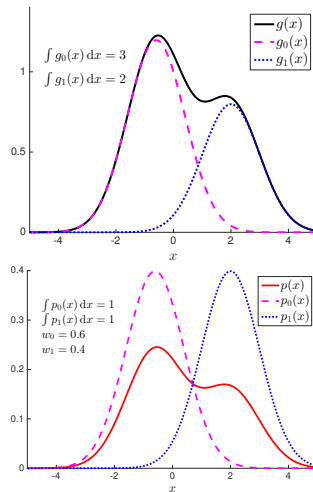 ∫ g₀(x) dx = 3
∫ g₁(x) dx = 2
g(x)
g₀(x)
g₁(x)
1
0.5
0
-4 -2 0 2 4
x
0.4
0.3
0.2
0.1
0
∫ p₀(x) dx = 1
∫ p₁(x) dx = 1
w₀ = 0.6
w₁ = 0.4
p(x)
p₀(x)
p₁(x)
-4 -2 0 2 4
x